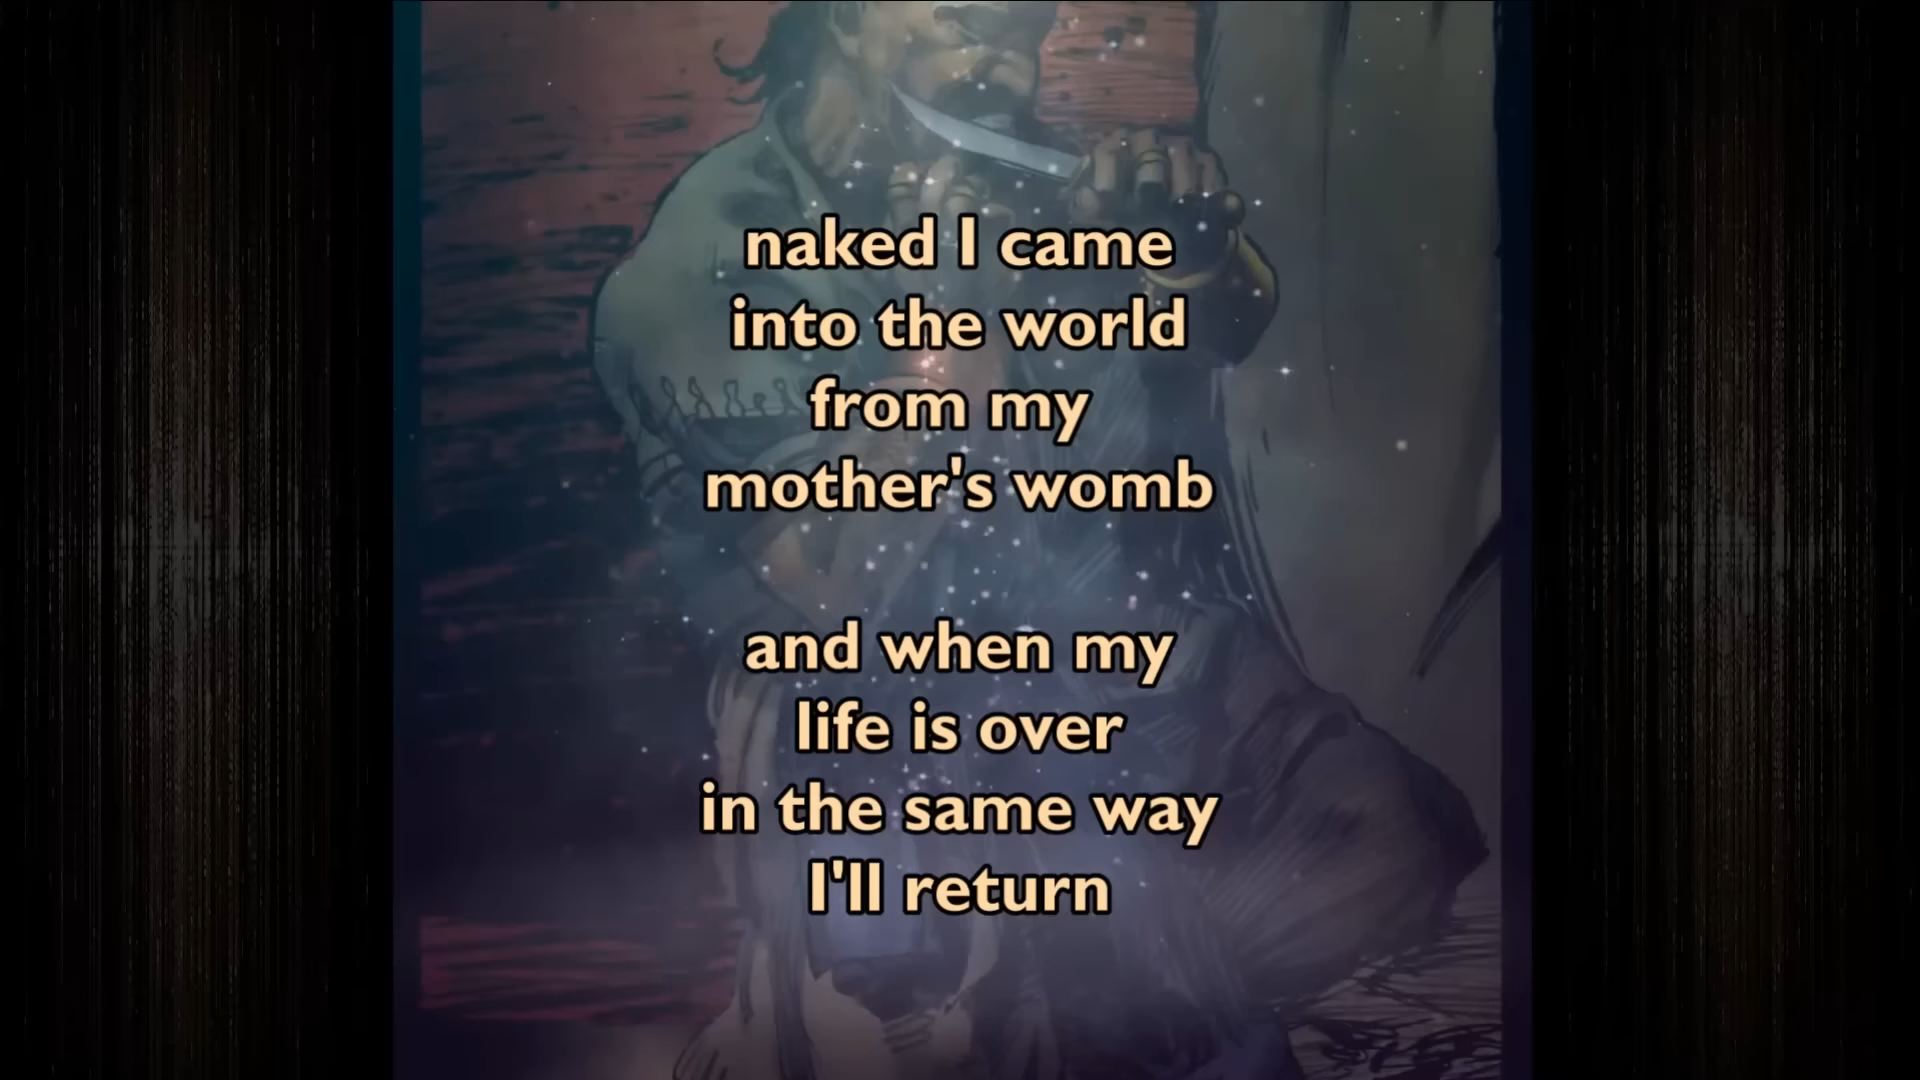 naked I came
into the world
from my
mother's womb
and when my
life is over
in the same way
I'll return